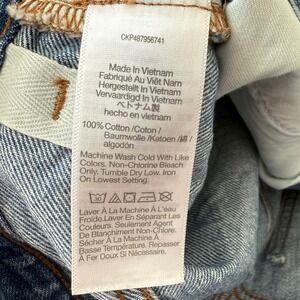 CKP487956741
Made In Vietnam
Fabriqué Au Viêt Nam
Hergestellt In Vietnam
Vervaardigd In Vietnam
ベトナム製
hecho en vietnam
100% Cotton /Coton /
Baumwolle /Katoen /綿 /
algodón
Machine Wash Cold With Like
Colors. Non-Chlorine Bleach
Only. Tumble Dry Low. Iron
On Lowest Setting.
Laver À La Machine À L'Eau
Froide.Laver En Séparant Les
Couleurs. Seulement Agent
De Blanchiment Non-Chlore.
Sécher À La Machine À
Basse Température. Repasser
À Fer Doux Si Nécessaire.